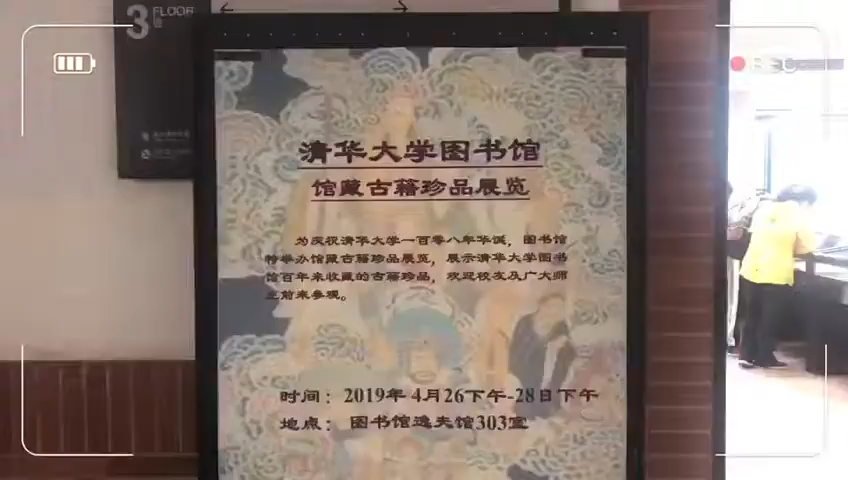 3 FLOOR
清华大学图书馆
馆藏古籍珍品展览
为庆祝清华大学一百零八年华诞，图书馆
特举办馆藏古籍珍品展览，展示清华大学图书
馆百年来收藏的古籍珍品，欢迎校友及广大师
生前来参观。
时间：2019年4月26下午-28日下午
地点：图书馆逸夫馆303室